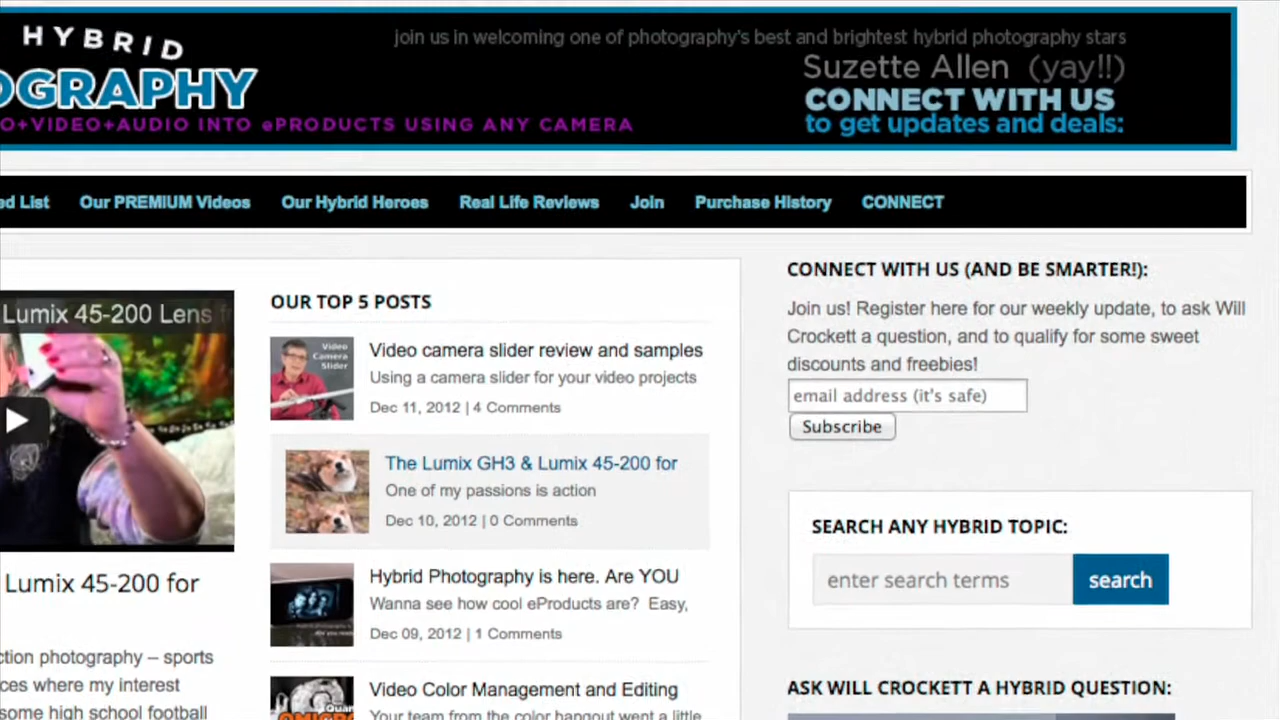 HYBRID
OGRAPHY
O+VIDEO+AUDIO INTO ePRODUCTS USING ANY CAMERA
join us in welcoming one of photography's best and brightest hybrid photography stars
Suzette Allen (yay!!)
CONNECT WITH US
to get updates and deals:
ed List Our PREMIUM Videos Our Hybrid Heroes Real Life Reviews Join Purchase History CONNECT
Lumix 45-200 Lens f
Lumix 45-200 for
ction photography – sports
ces where my interest
some high school football
OUR TOP 5 POSTS
Video Camera Slider
Video camera slider review and samples
Using a camera slider for your video projects
Dec 11, 2012 | 4 Comments
The Lumix GH3 & Lumix 45-200 for
One of my passions is action
Dec 10, 2012 | 0 Comments
Hybrid Photography is here. Are YOU
Wanna see how cool eProducts are? Easy,
Dec 09, 2012 | 1 Comments
Video Color Management and Editing
Your team from the color hangout went a little
CONNECT WITH US (AND BE SMARTER!):
Join us! Register here for our weekly update, to ask Will
Crockett a question, and to qualify for some sweet
discounts and freebies!
email address (it's safe)
Subscribe
SEARCH ANY HYBRID TOPIC:
enter search terms search
ASK WILL CROCKETT A HYBRID QUESTION: